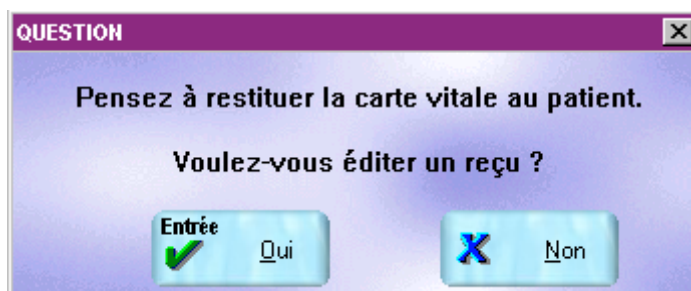 QUESTION
Pensez à restituer la carte vitale au patient.
Voulez-vous éditer un reçu ?
Entrée
Oui
Non